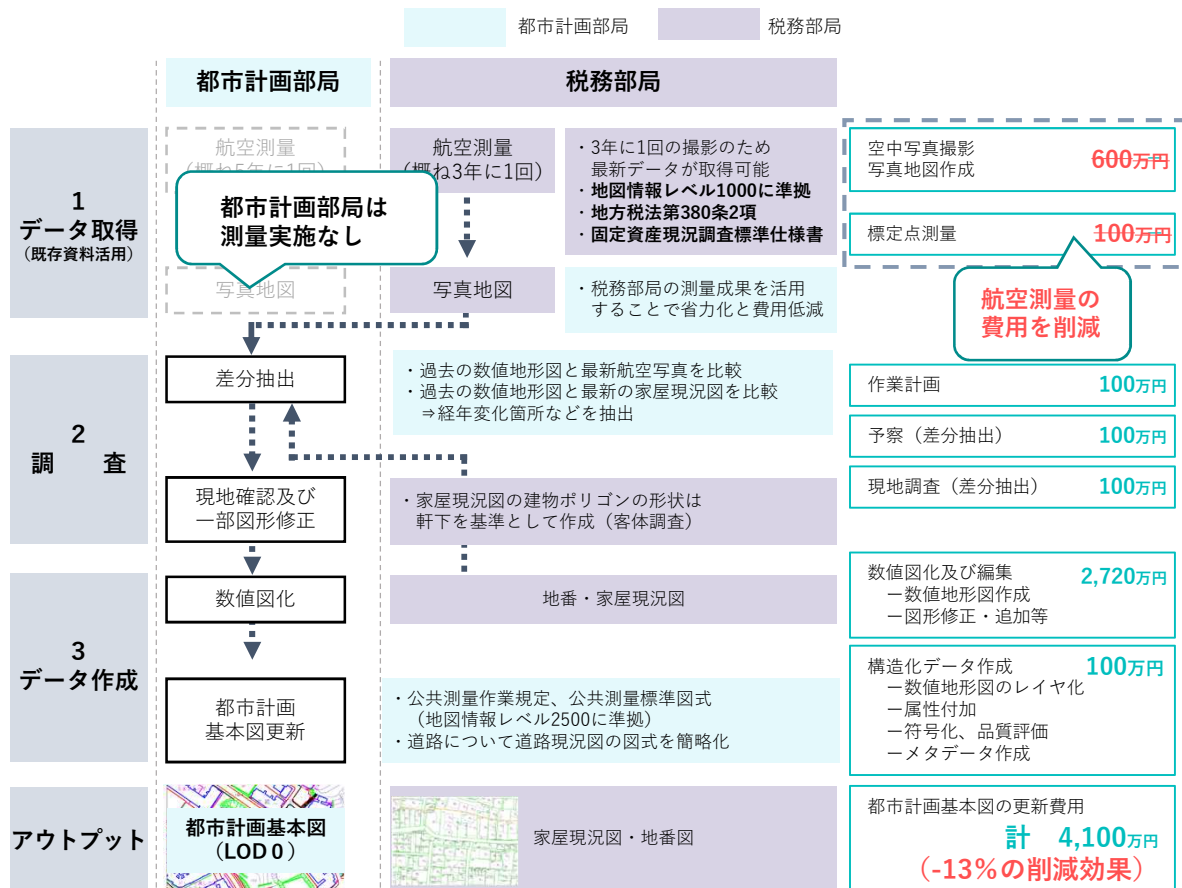 都市計画部局
税務部局
都市計画部局
税務部局
1
データ取得
(既存資料活用)
航空測量
(概ね5年に1回)
航空測量
(概ね3年に1回)
・3年に1回の撮影のため
最新データが取得可能
・地図情報レベル1000に準拠
・地方税法第380条2項
・固定資産現況調査標準仕様書
空中写真撮影
写真地図作成
600万円
標定点測量
100万円
都市計画部局は
測量実施なし
写真地図
写真地図
・税務部局の測量成果を活用
することで省力化と費用低減
航空測量の
費用を削減
2
調　査
差分抽出
・過去の数値地形図と最新航空写真を比較
・過去の数値地形図と最新の家屋現況図を比較
⇒経年変化箇所などを抽出
作業計画 100万円
予察（差分抽出） 100万円
現地調査（差分抽出） 100万円
現地確認及び
一部図形修正
・家屋現況図の建物ポリゴンの形状は
軒下を基準として作成（客体調査）
3
データ作成
数値図化
地番・家屋現況図
数値図化及び編集 2,720万円
ー数値地形図作成
ー図形修正・追加等
都市計画
基本図更新
・公共測量作業規定、公共測量標準図式
（地図情報レベル2500に準拠）
・道路について道路現況図の図式を簡略化
構造化データ作成 100万円
ー数値地形図のレイヤ化
ー属性付加
ー符号化、品質評価
ーメタデータ作成
アウトプット
都市計画基本図
（LOD０）
家屋現況図・地番図
都市計画基本図の更新費用
計 4,100万円
（-13%の削減効果）